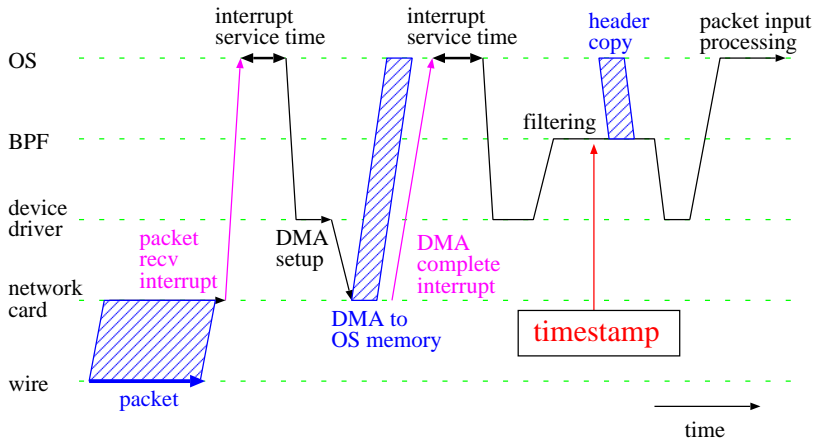 interrupt
service time
interrupt
service time
header
copy
packet input
processing
OS
filtering
BPF
device
driver
packet
recv
interrupt
DMA
setup
DMA
complete
interrupt
network
card
DMA to
OS memory
timestamp
wire
packet
time